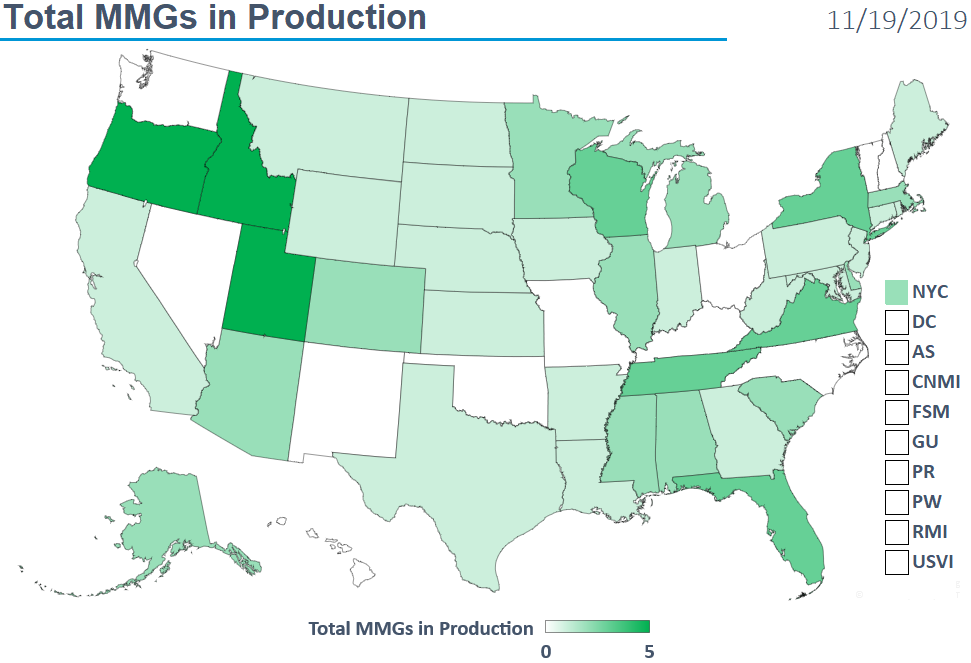 Total MMGs in Production
11/19/2019
NYC
DC
AS
CNMI
FSM
GU
PR
PW
RMI
USVI
Total MMGs in Production
0
5